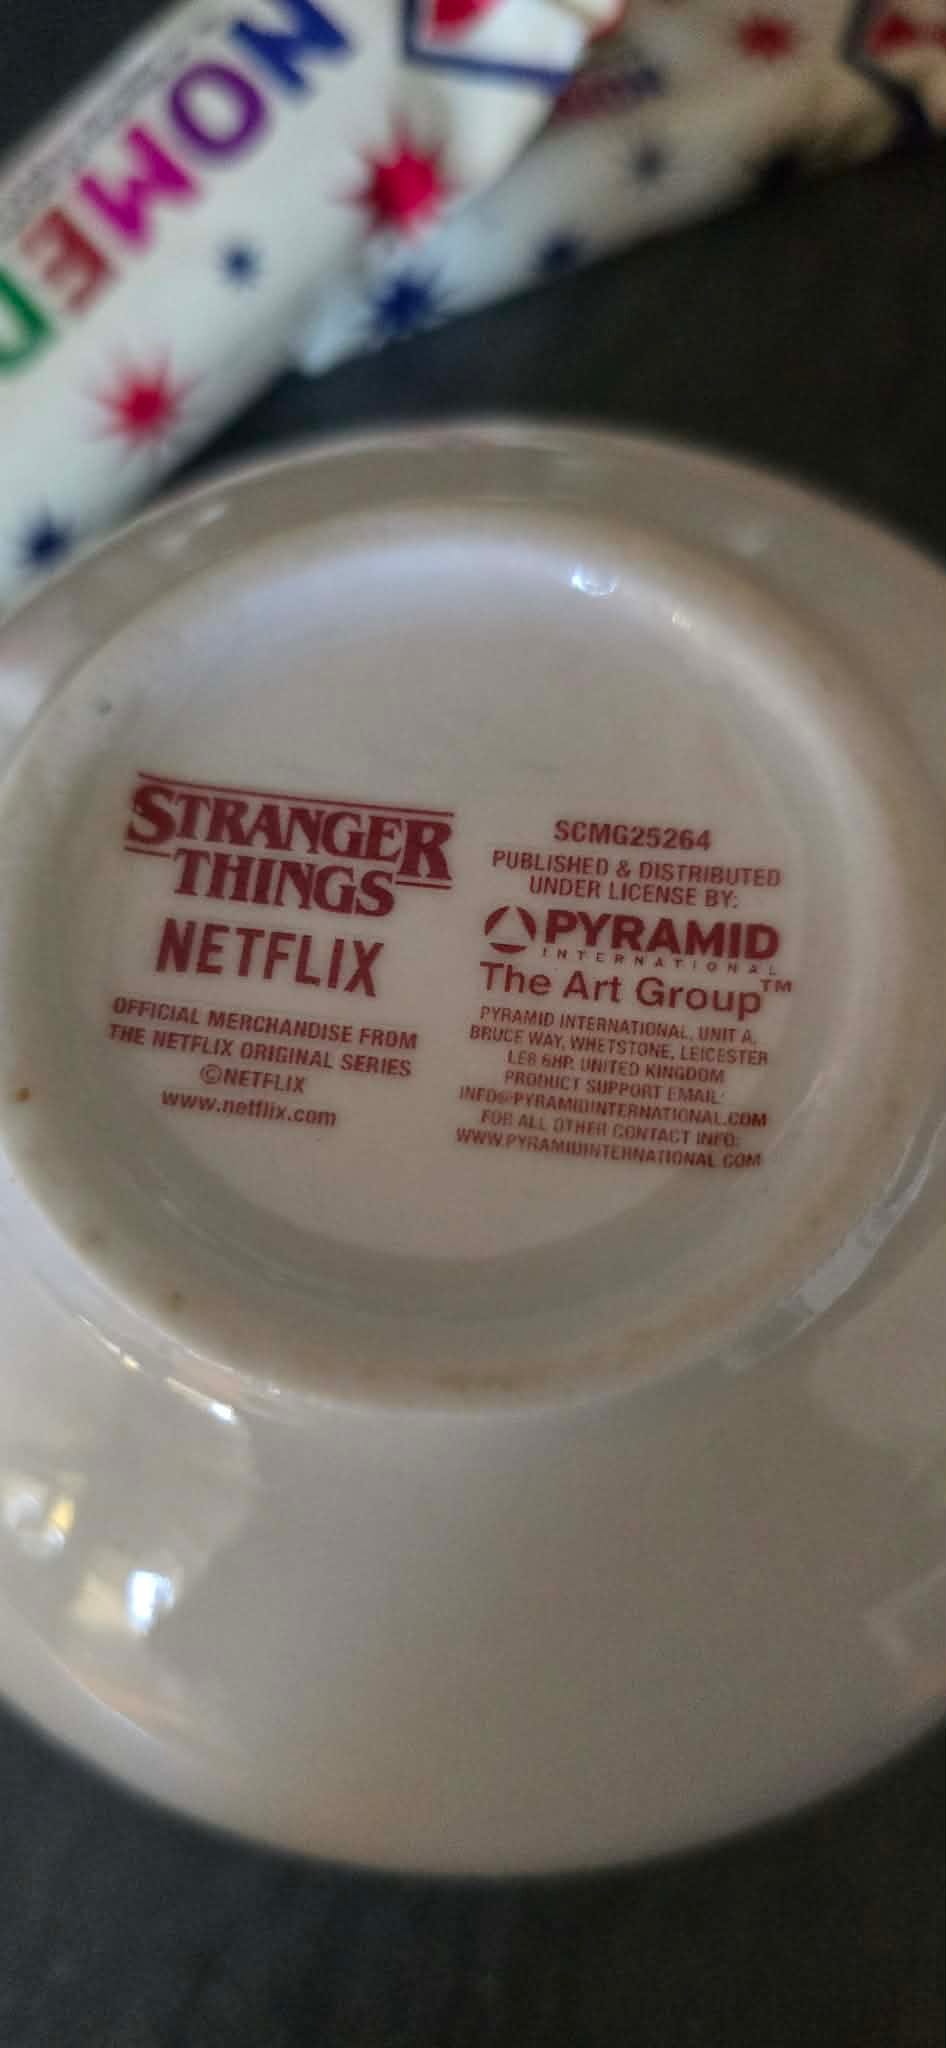 NOMED
STRANGER
THINGS
NETFLIX
OFFICIAL MERCHANDISE FROM
THE NETFLIX ORIGINAL SERIES
©NETFLIX
www.netflix.com
SCMG25264
PUBLISHED & DISTRIBUTED
UNDER LICENSE BY:
PYRAMID
INTERNATIONAL
The Art Group™
PYRAMID INTERNATIONAL, UNIT A,
BRUCE WAY, WHETSTONE, LEICESTER
LE8 6HP, UNITED KINGDOM
PRODUCT SUPPORT EMAIL:
INFO@PYRAMIDINTERNATIONAL.COM
FOR ALL OTHER CONTACT INFO:
WWW.PYRAMIDINTERNATIONAL.COM